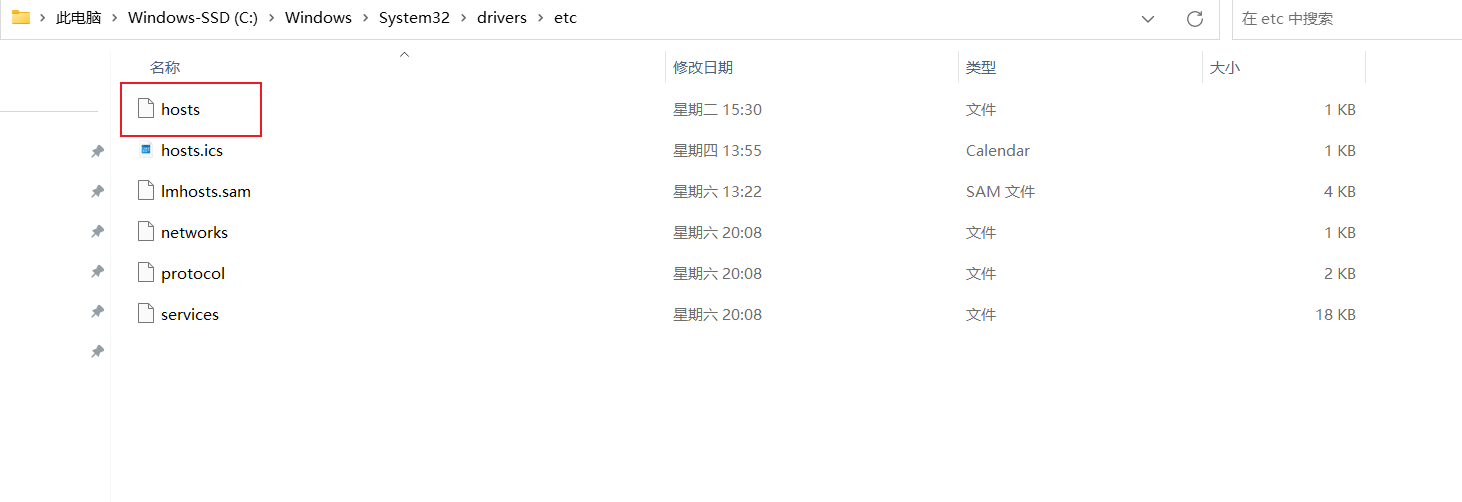 此电脑 Windows-SSD (C:) Windows System32 drivers etc 在 etc 中搜索
名称 修改日期 类型 大小
hosts 星期二 15:30 文件 1 KB
hosts.ics 星期四 13:55 Calendar 1 KB
lmhosts.sam 星期六 13:22 SAM 文件 4 KB
networks 星期六 20:08 文件 1 KB
protocol 星期六 20:08 文件 2 KB
services 星期六 20:08 文件 18 KB